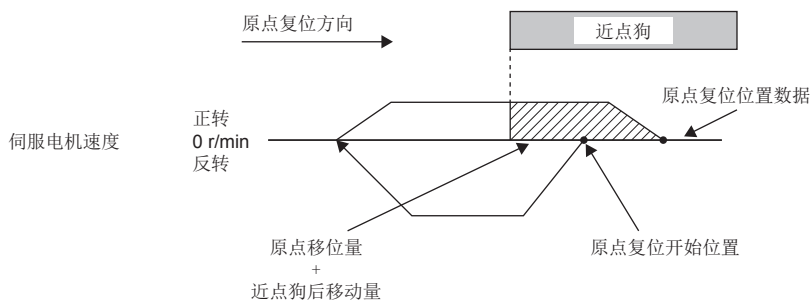 原点复位方向
近点狗
原点复位位置数据
正转
伺服电机速度
0 r/min
反转
原点移位量
+
近点狗后移动量
原点复位开始位置